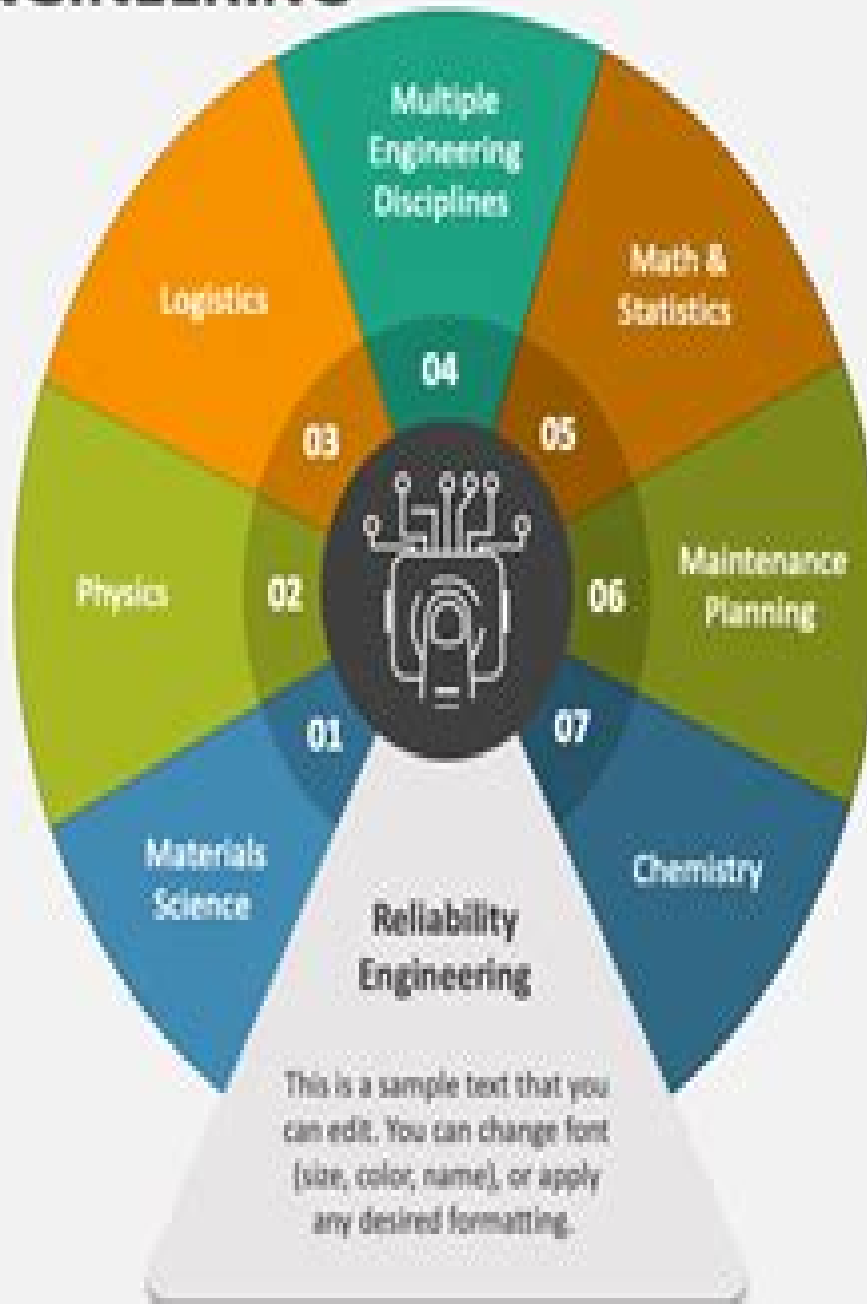 Multiple
Engineering
Disciplines
Logistics
Math &
Statistics
04
03
05
Physics
02
06
Maintenance
Planning
01
07
Materials
Science
Chemistry
Reliability
Engineering
This is a sample text that you
can edit. You can change font
(size, color, name), or apply
any desired formatting.